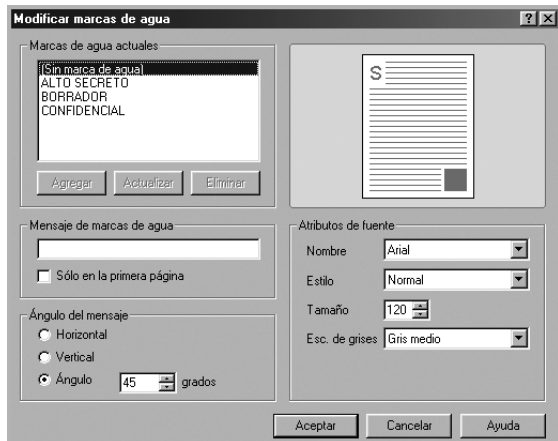 Modificar marcas de agua
Marcas de agua actuales
(Sin marca de agua)
ALTO SECRETO
BORRADOR
CONFIDENCIAL
Agregar Actualizar Eliminar
S
Mensaje de marcas de agua
Sólo en la primera página
Ángulo del mensaje
Horizontal
Vertical
Ángulo 45 grados
Atributos de fuente
Nombre Arial
Estilo Normal
Tamaño 120
Esc. de grises Gris medio
Aceptar Cancelar Ayuda